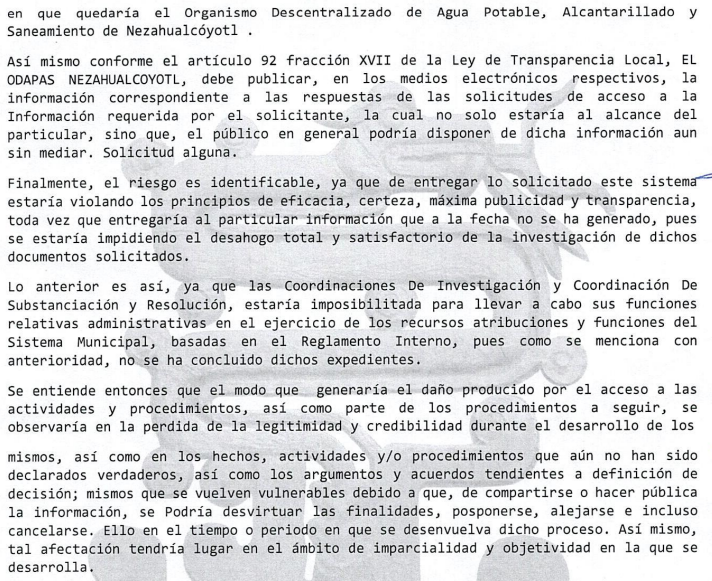 en que quedaría el Organismo Descentralizado de Agua Potable, Alcantarillado y
Saneamiento de Nezahualcóyotl .
Así mismo conforme el artículo 92 fracción XVII de la Ley de Transparencia Local, EL
ODAPAS NEZAHUALCOYOTL, debe publicar, en los medios electrónicos respectivos, la
información correspondiente a las respuestas de las solicitudes de acceso a la
Información requerida por el solicitante, la cual no solo estaría al alcance del
particular, sino que, el público en general podría disponer de dicha información aun
sin mediar. Solicitud alguna.
Finalmente, el riesgo es identificable, ya que de entregar lo solicitado este sistema
estaría violando los principios de eficacia, certeza, máxima publicidad y transparencia,
toda vez que entregaría al particular información que a la fecha no se ha generado, pues
se estaría impidiendo el desahogo total y satisfactorio de la investigación de dichos
documentos solicitados.
Lo anterior es así, ya que las Coordinaciones De Investigación y Coordinación De
Substanciación y Resolución, estaría imposibilitada para llevar a cabo sus funciones
relativas administrativas en el ejercicio de los recursos atribuciones y funciones del
Sistema Municipal, basadas en el Reglamento Interno, pues como se menciona con
anterioridad, no se ha concluido dichos expedientes.
Se entiende entonces que el modo que generaría el daño producido por el acceso a las
actividades y procedimientos, así como parte de los procedimientos a seguir, se
observaría en la perdida de la legitimidad y credibilidad durante el desarrollo de los
mismos, así como en los hechos, actividades y/o procedimientos que aún no han sido
declarados verdaderos, así como los argumentos y acuerdos tendientes a definición de
decisión; mismos que se vuelven vulnerables debido a que, de compartirse o hacer pública
la información, se Podría desvirtuar las finalidades, posponerse, alejarse e incluso
cancelarse. Ello en el tiempo o periodo en que se desenvuelva dicho proceso. Así mismo,
tal afectación tendría lugar en el ámbito de imparcialidad y objetividad en la que se
desarrolla.